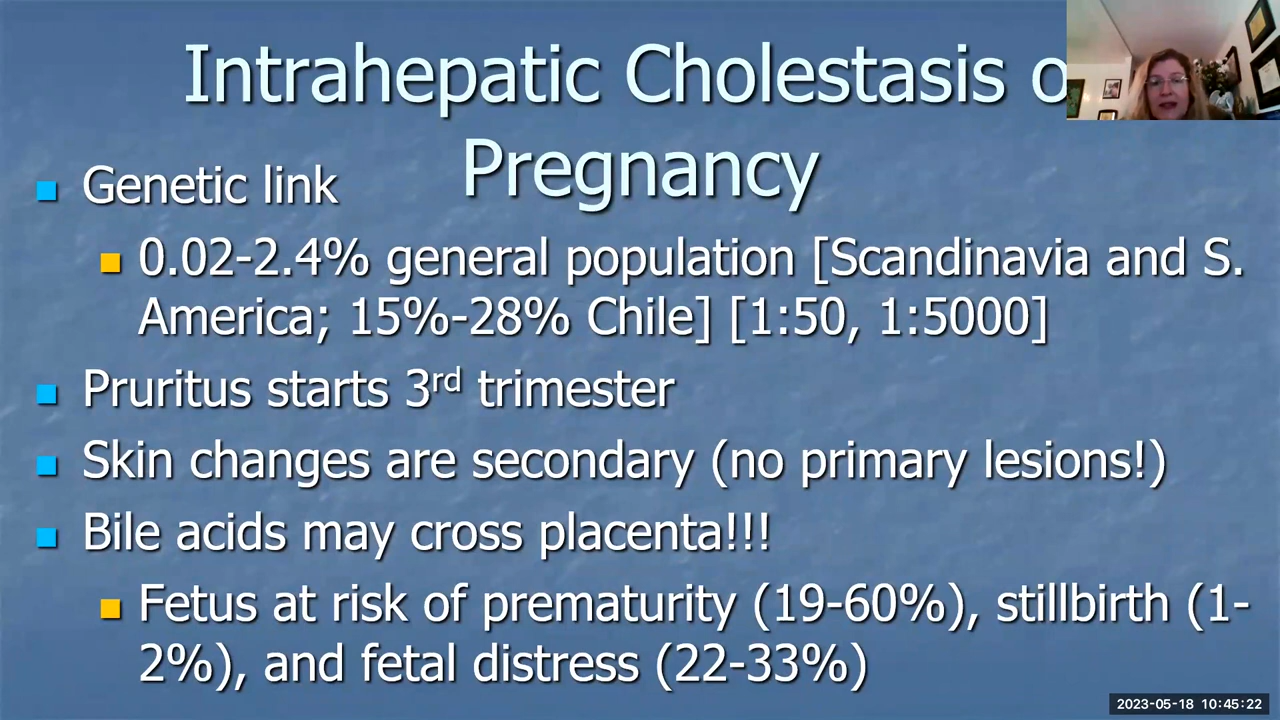 Intrahepatic Cholestasis o
Pregnancy
Genetic link
0.02-2.4% general population [Scandinavia and S.
America; 15%-28% Chile] [1:50, 1:5000]
Pruritus starts 3rd trimester
Skin changes are secondary (no primary lesions!)
Bile acids may cross placenta!!!
Fetus at risk of prematurity (19-60%), stillbirth (1-
2%), and fetal distress (22-33%)
2023-05-18 10:45:22